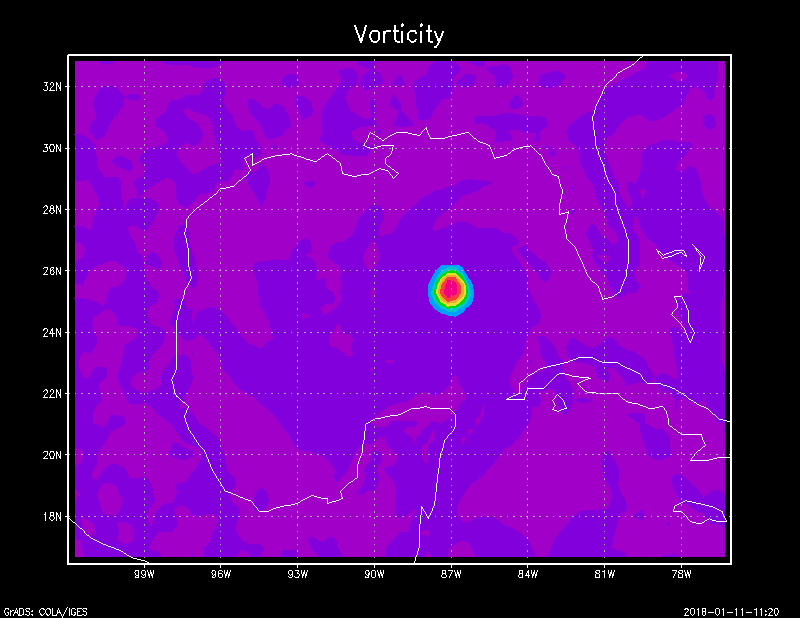 Vorticity
32N
30N
28N
26N
24N
22N
20N
18N
99W 96W 93W 90W 87W 84W 81W 78W
GrADS: COLA/IGES 2018-01-11-11:20